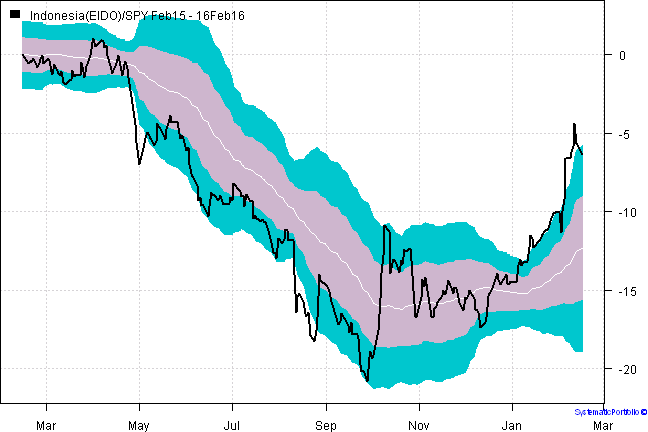 Indonesia(EIDO)/SPY Feb15 - 16Feb16
0
-5
-10
-15
-20
SystematicPortfolio ©
Mar May Jul Sep Nov Jan Mar